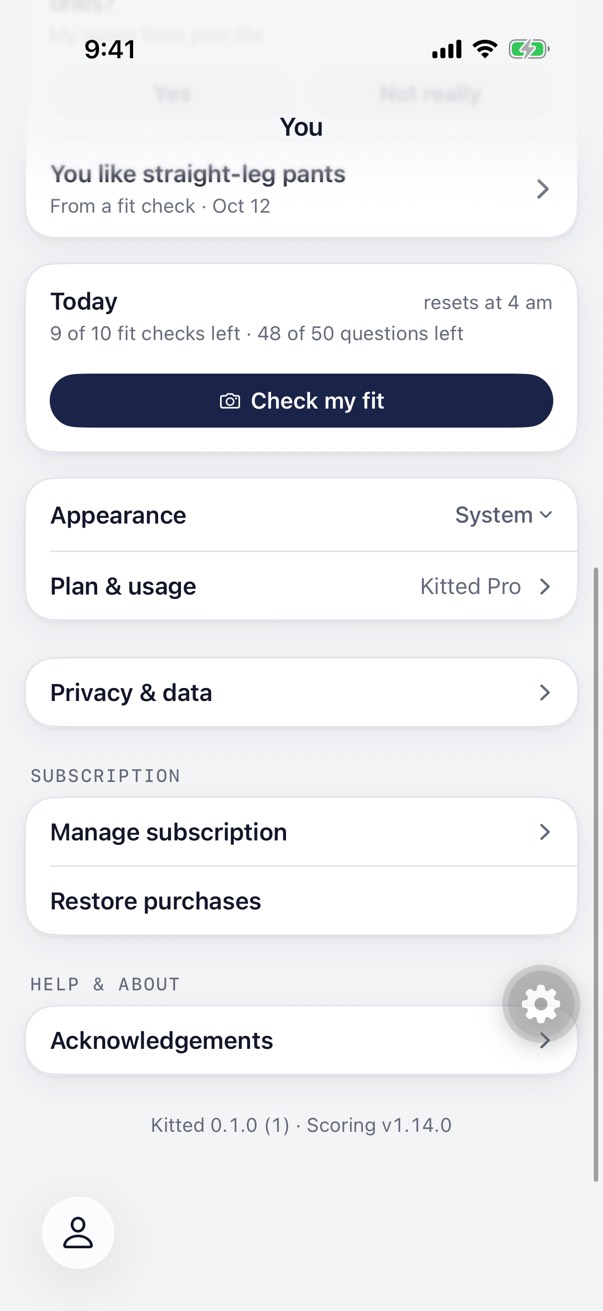 9:41
Yes
Not really
You
You like straight-leg pants
From a fit check · Oct 12
Today
resets at 4 am
9 of 10 fit checks left · 48 of 50 questions left
Check my fit
Appearance
System
Plan & usage
Kitted Pro
Privacy & data
SUBSCRIPTION
Manage subscription
Restore purchases
HELP & ABOUT
Acknowledgements
Kitted 0.1.0 (1) · Scoring v1.14.0